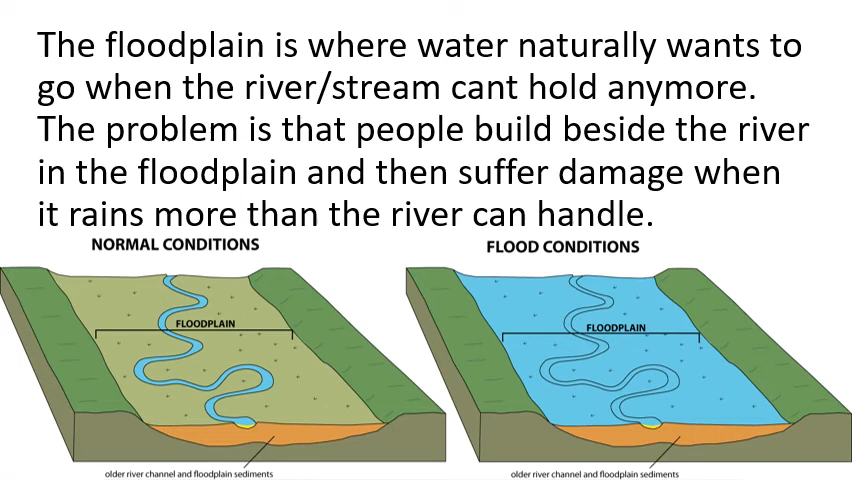 The floodplain is where water naturally wants to
go when the river/stream cant hold anymore.
The problem is that people build beside the river
in the floodplain and then suffer damage when
it rains more than the river can handle.
NORMAL CONDITIONS
FLOODPLAIN
older river channel and floodplain sediments
FLOOD CONDITIONS
FLOODPLAIN
older river channel and floodplain sediments